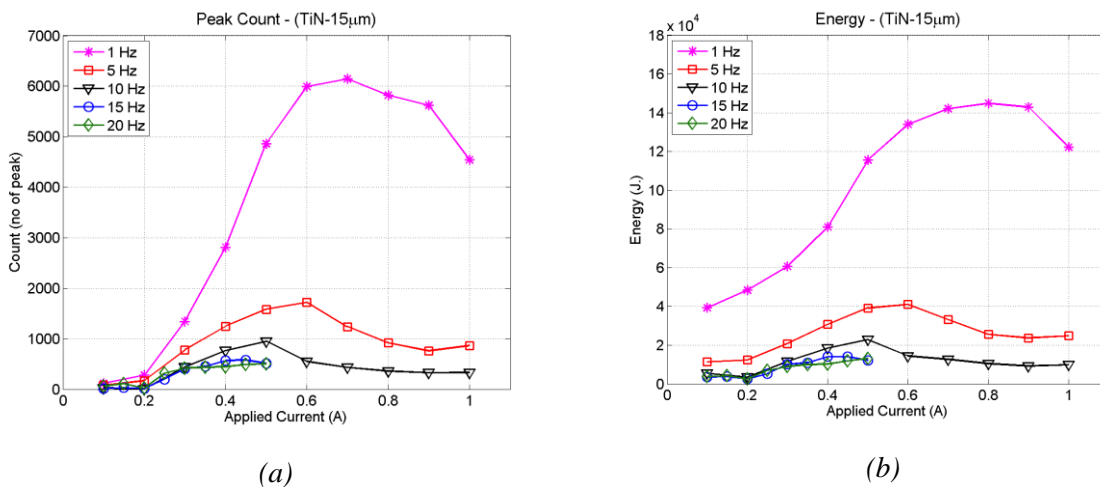 Peak Count - (TiN-15μm)
7000
6000
5000
4000
3000
2000
1000
0
1 Hz
5 Hz
10 Hz
15 Hz
20 Hz
Count (no of peak)
0 0.2 0.4 0.6 0.8 1
Applied Current (A)
(a)
Energy - (TiN-15μm)
x 10⁴
18
16
14
12
10
8
6
4
2
0
1 Hz
5 Hz
10 Hz
15 Hz
20 Hz
Energy (J.)
0 0.2 0.4 0.6 0.8 1
Applied Current (A)
(b)